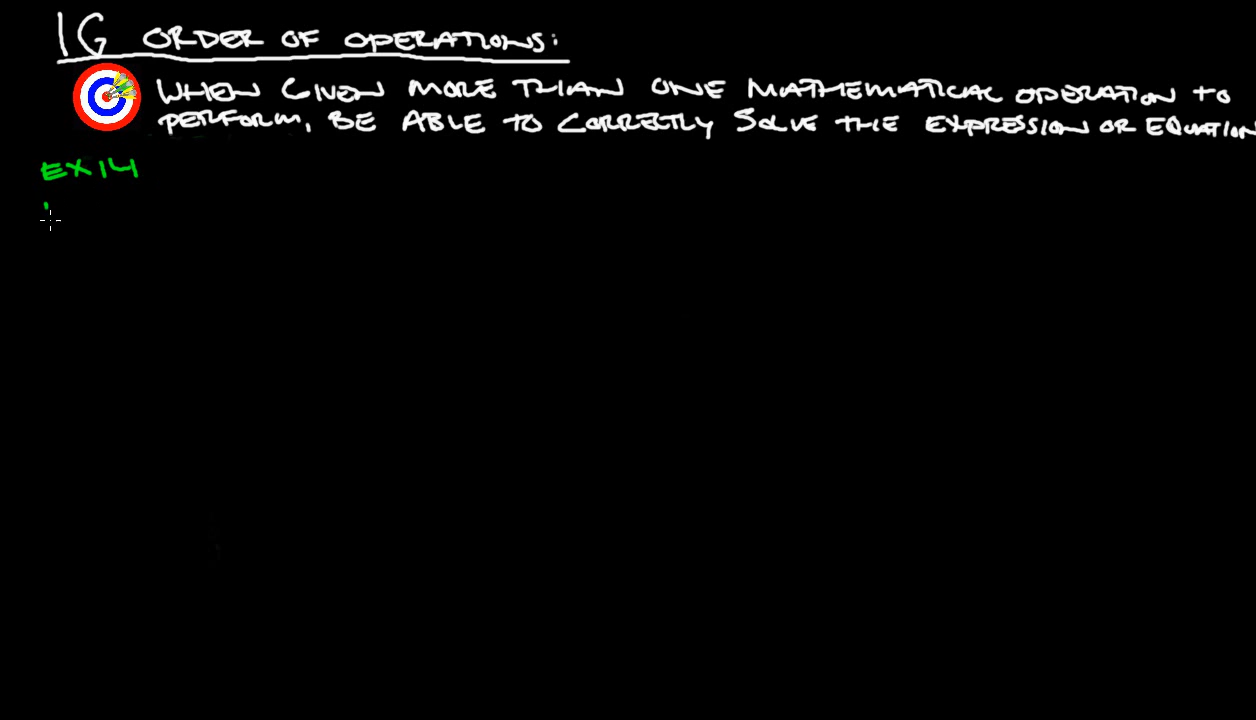 1G ORDER OF OPERATIONS:
WHEN GIVEN MORE THAN ONE MATHEMATICAL OPERATION TO
PERFORM, BE ABLE TO CORRECTLY SOLVE THE EXPRESSION OR EQUATION
EX 14